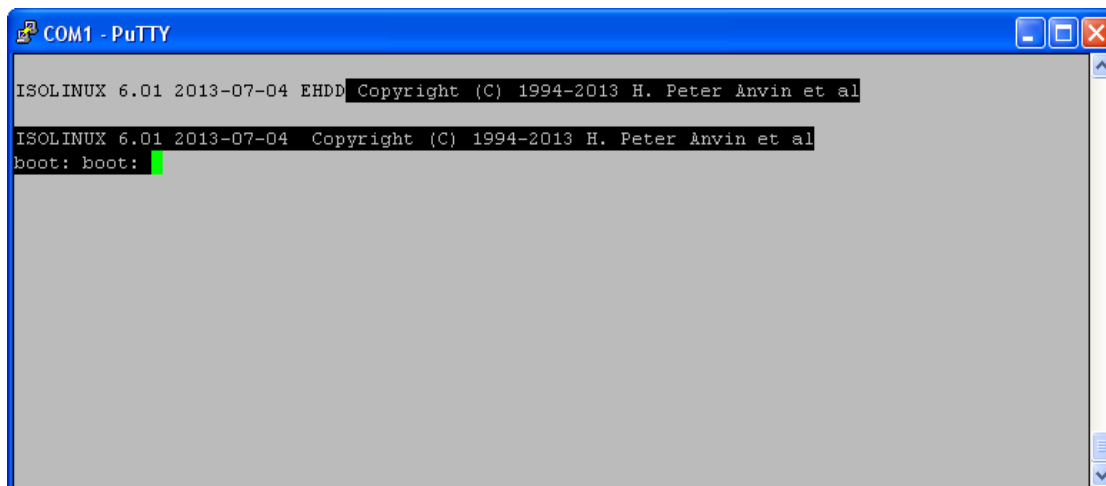 COM1 - PuTTY
ISOLINUX 6.01 2013-07-04 EHDD Copyright (C) 1994-2013 H. Peter Anvin et al
ISOLINUX 6.01 2013-07-04  Copyright (C) 1994-2013 H. Peter Anvin et al
boot: boot: